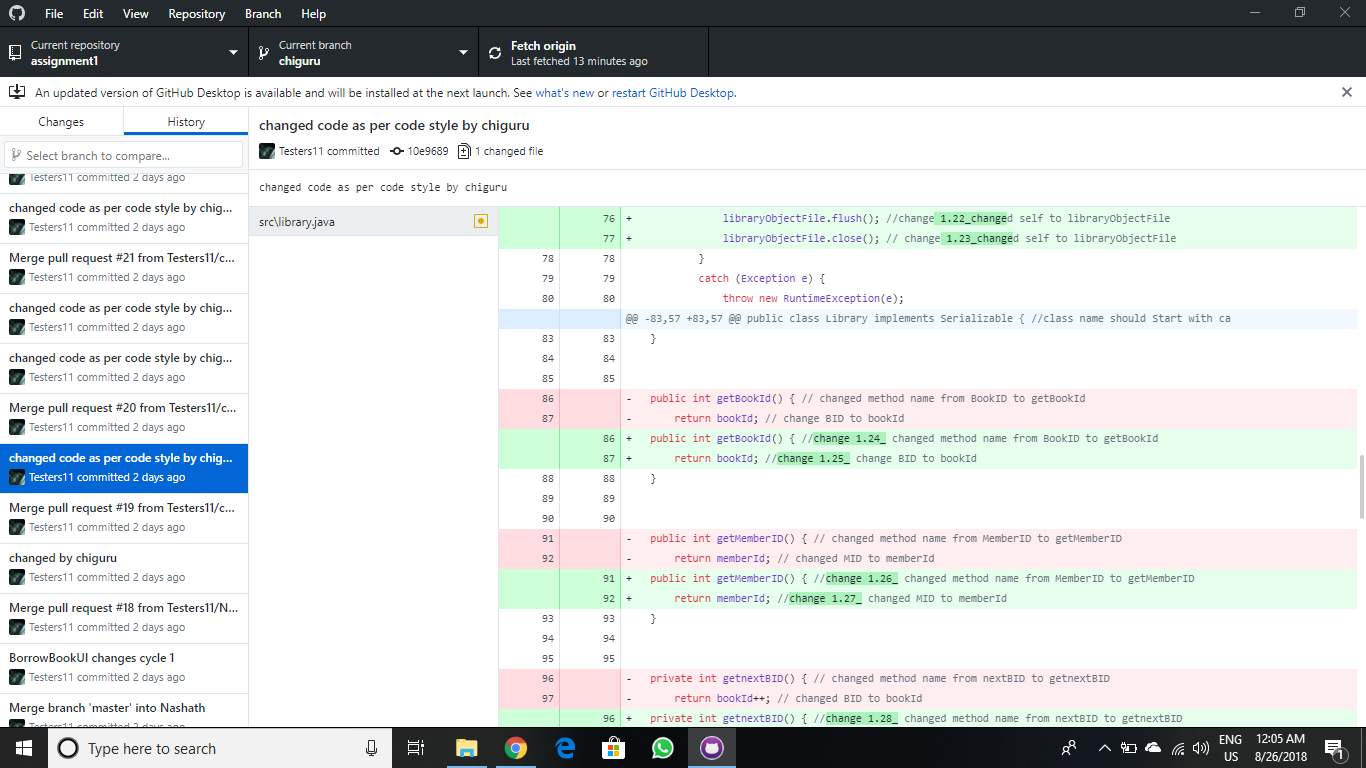 File Edit View Repository Branch Help
Current repository
assignment1
Current branch
chiguru
Fetch origin
Last fetched 13 minutes ago
An updated version of GitHub Desktop is available and will be installed at the next launch. See what's new or restart GitHub Desktop.
Changes History
Select branch to compare...
Testers11 committed 2 days ago
changed code as per code style by chig...
Testers11 committed 2 days ago
Merge pull request #21 from Testers11/c...
Testers11 committed 2 days ago
changed code as per code style by chig...
Testers11 committed 2 days ago
changed code as per code style by chig...
Testers11 committed 2 days ago
Merge pull request #20 from Testers11/c...
Testers11 committed 2 days ago
changed code as per code style by chig...
Testers11 committed 2 days ago
Merge pull request #19 from Testers11/c...
Testers11 committed 2 days ago
changed by chiguru
Testers11 committed 2 days ago
Merge pull request #18 from Testers11/N...
Testers11 committed 2 days ago
BorrowBookUI changes cycle 1
Testers11 committed 2 days ago
Merge branch 'master' into Nashath
Testers11 committed 2 days ago
changed code as per code style by chiguru
Testers11 committed 10e9689 1 changed file
changed code as per code style by chiguru
src\library.java
76 + libraryObjectFile.flush(); //change 1.22_changed self to libraryObjectFile
77 + libraryObjectFile.close(); // change 1.23_changed self to libraryObjectFile
78 78 }
79 79 catch (Exception e) {
80 80 throw new RuntimeException(e);
@@ -83,57 +83,57 @@ public class Library implements Serializable { //class name should Start with ca
83 83 }
84 84
85 85
86 - public int getBookId() { // changed method name from BookID to getBookId
87 - return bookId; // change BID to bookId
86 + public int getBookId() { //change 1.24_ changed method name from BookID to getBookId
87 + return bookId; //change 1.25_ change BID to bookId
88 88 }
89 89
90 90
91 - public int getMemberID() { // changed method name from MemberID to getMemberID
92 - return memberId; // changed MID to memberId
91 + public int getMemberID() { //change 1.26_ changed method name from MemberID to getMemberID
92 + return memberId; //change 1.27_ changed MID to memberId
93 93 }
94 94
95 95
96 - private int getnextBID() { // changed method name from nextBID to getnextBID
97 - return bookId++; // changed BID to bookId
96 + private int getnextBID() { //change 1.28_ changed method name from nextBID to getnextBID
Type here to search
ENG
US
12:05 AM
8/26/2018
1